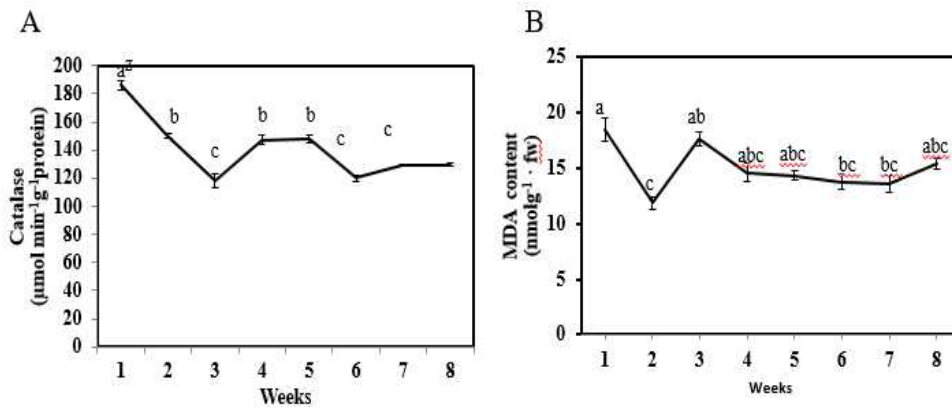 A
Catalase
(µmol min-1g-1protein)
200
180
160
140
120
100
80
60
40
20
0
a
b
c
b
b
c
c
1 2 3 4 5 6 7 8
Weeks
B
MDA content
(nmolg-1 · fw)
25
20
15
10
5
0
a
c
ab
abc
abc
bc
bc
abc
1 2 3 4 5 6 7 8
Weeks